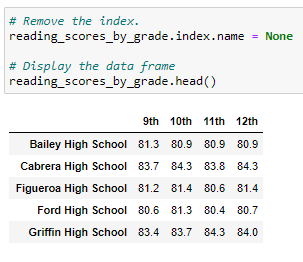 # Remove the index.
reading_scores_by_grade.index.name = None
# Display the data frame
reading_scores_by_grade.head()
9th 10th 11th 12th
Bailey High School 81.3 80.9 80.9 80.9
Cabrera High School 83.7 84.3 83.8 84.3
Figueroa High School 81.2 81.4 80.6 81.4
Ford High School 80.6 81.3 80.4 80.7
Griffin High School 83.4 83.7 84.3 84.0